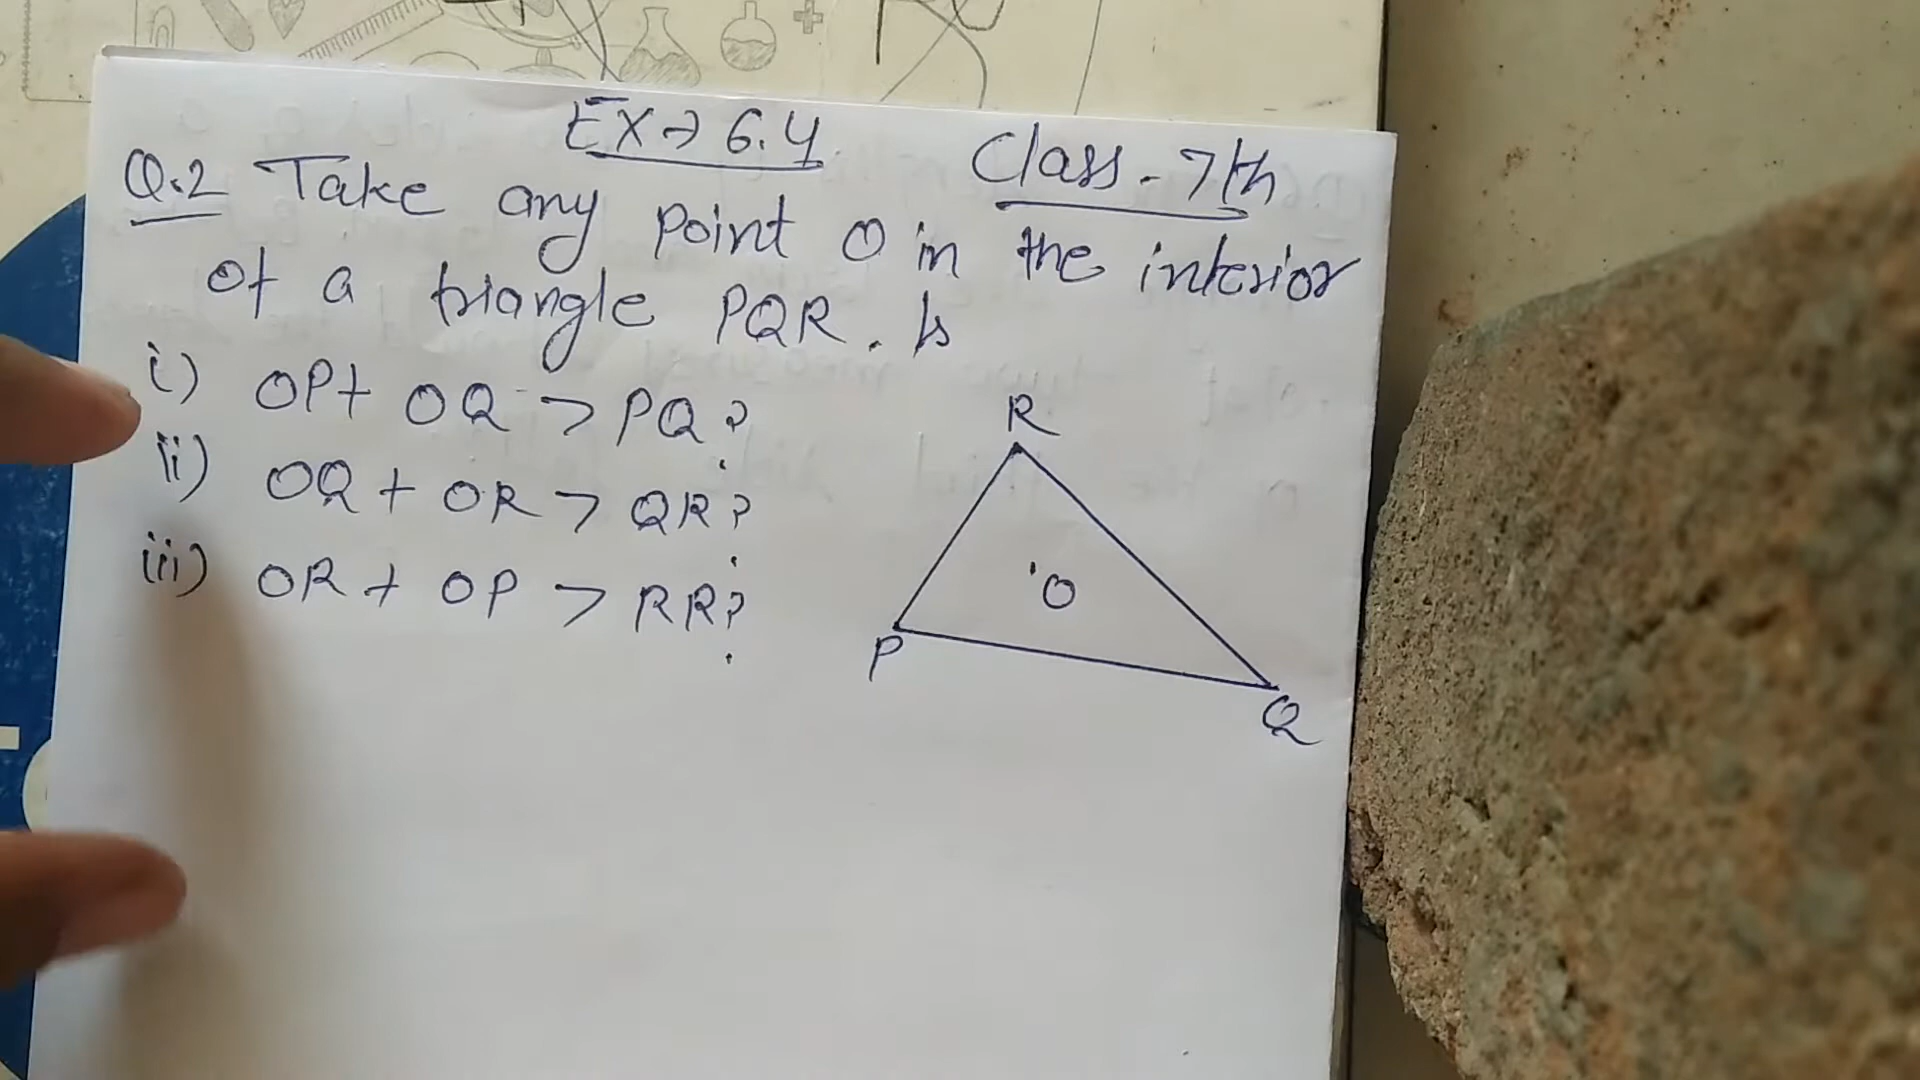 Ex → 6.4
Class - 7th
Q.2 Take any point O in the interior
of a triangle PQR. Is
i) OP + OQ > PQ?
ii) OQ + OR > QR?
iii) OR + OP > RR?
R
O
P
Q